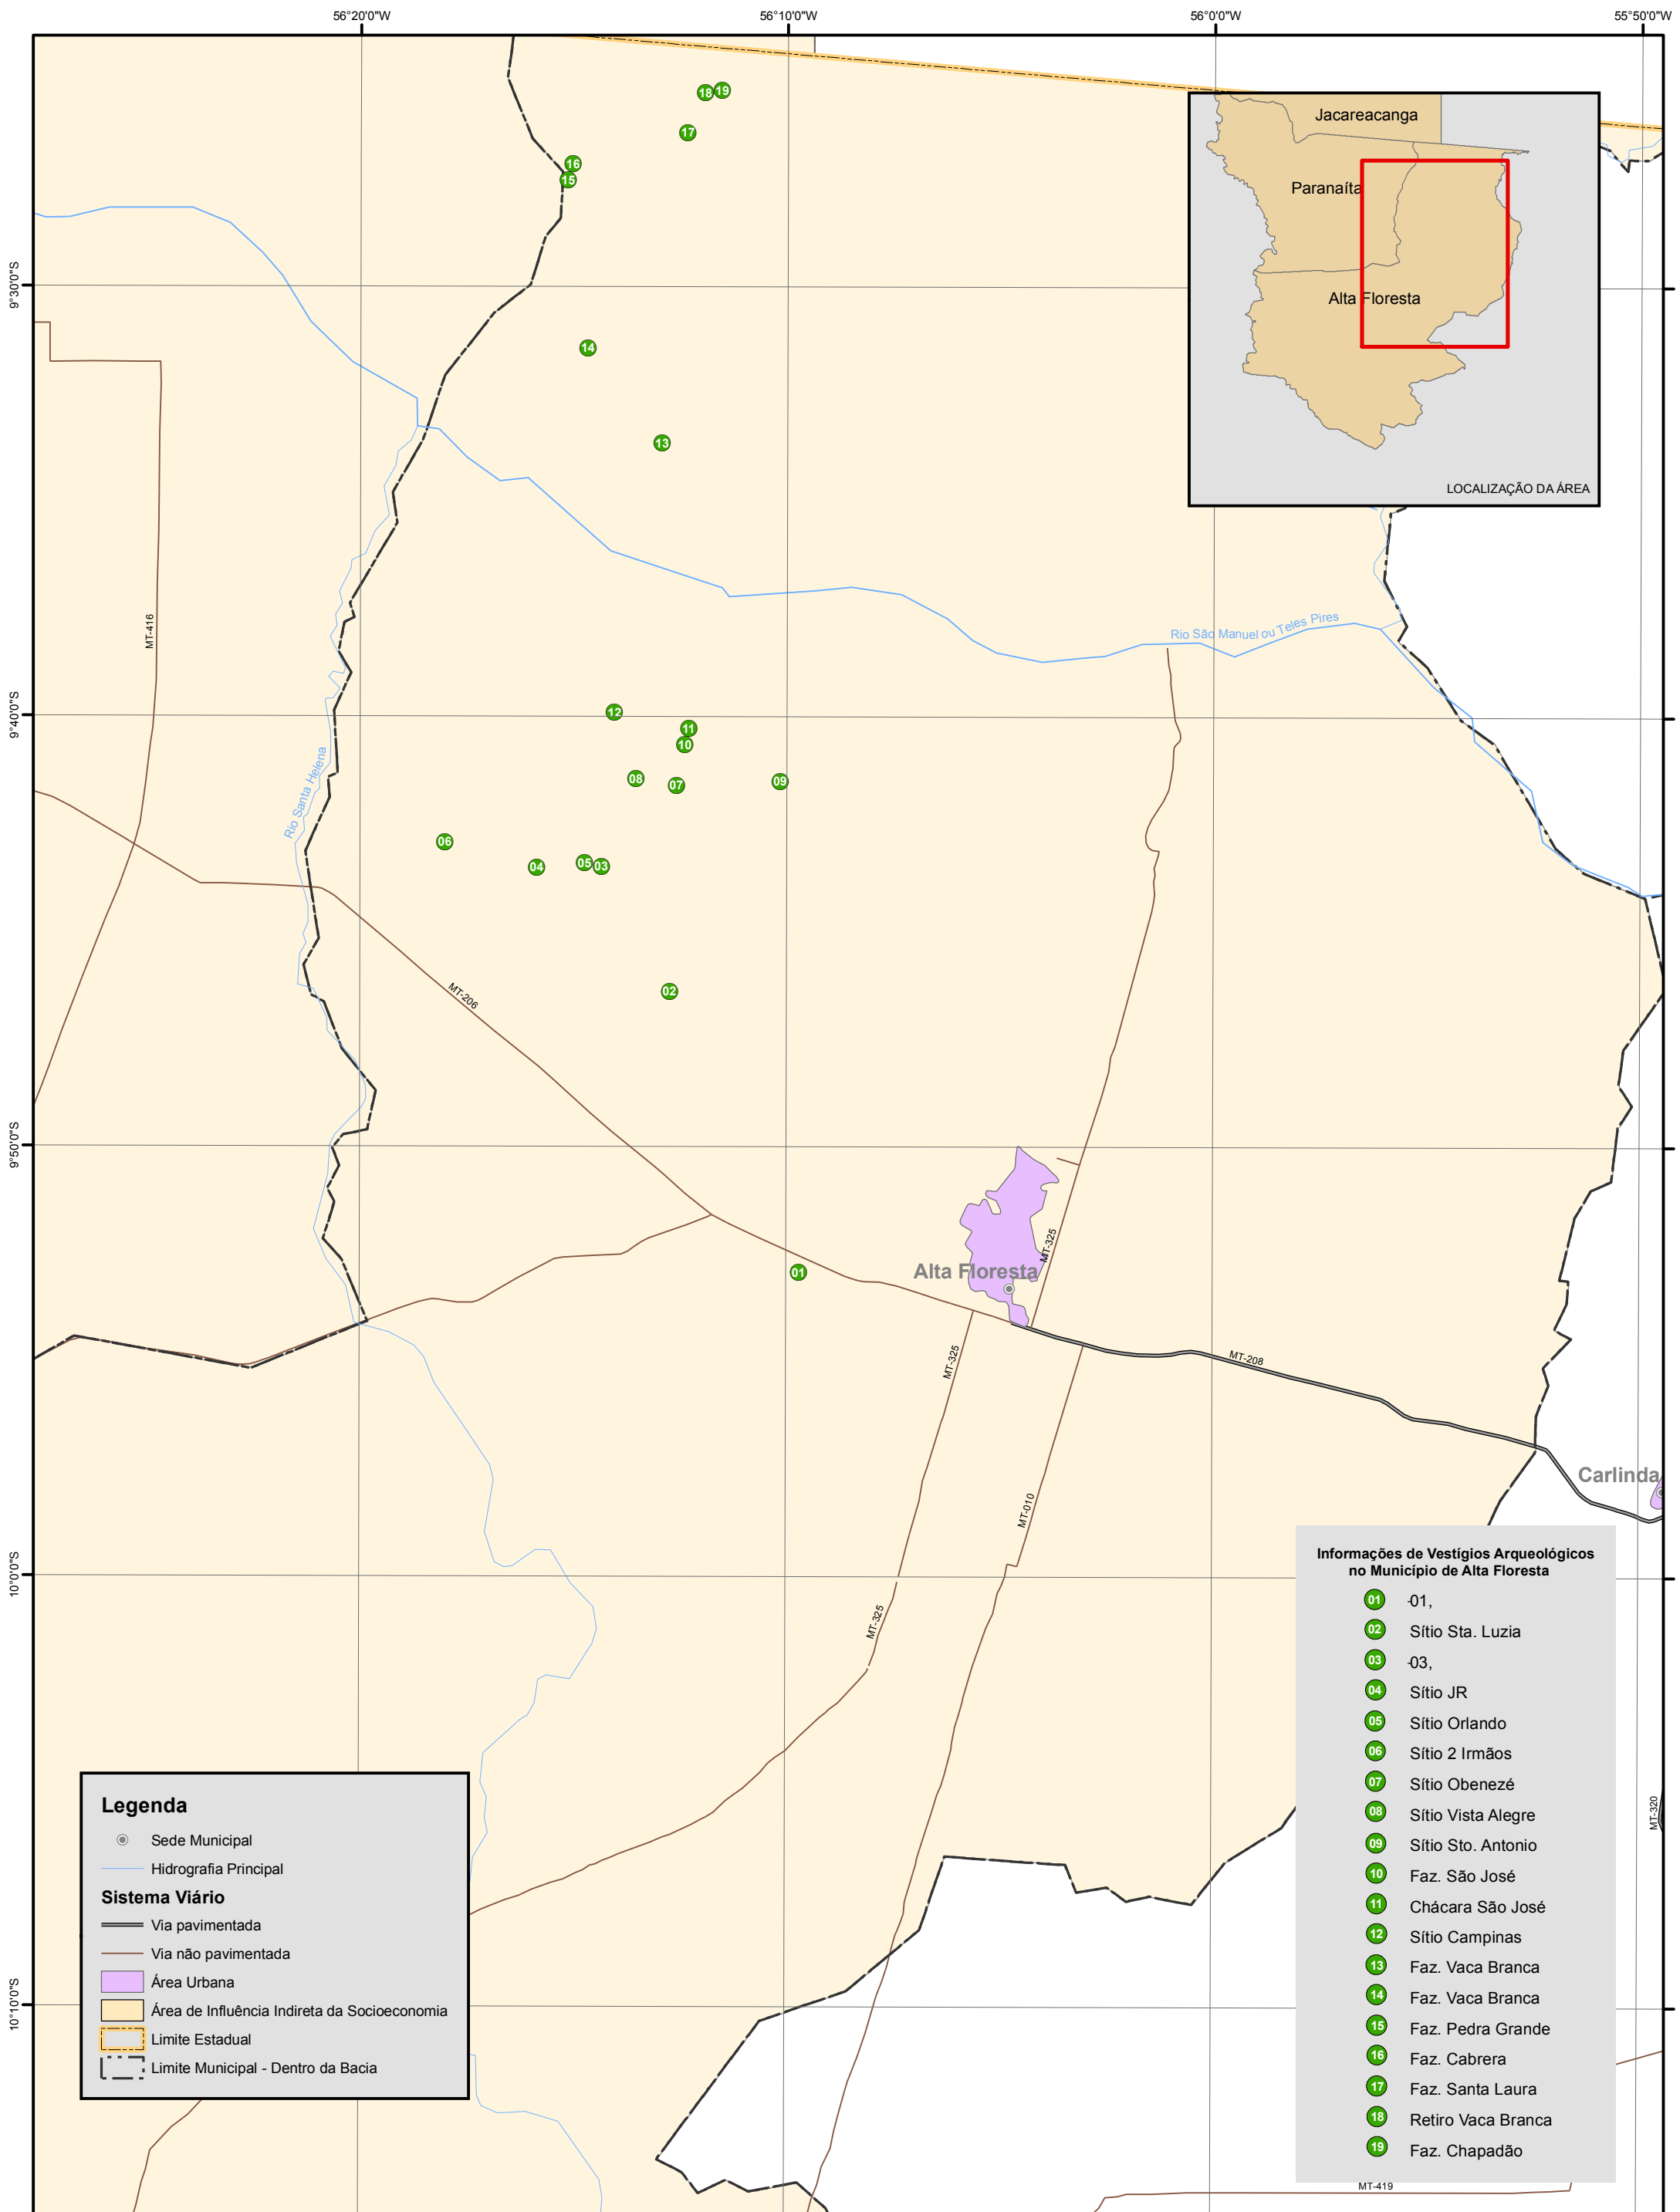 56°20'0"W
56°10'0"W
56°0'0"W
55°50'0"W
18
19
17
16
15
Jacareacanga
Paranaíta
Alta Floresta
LOCALIZAÇÃO DA ÁREA
9°30'0"S
14
13
MT-416
Rio São Manuel ou Teles Pires
9°40'0"S
12
11
10
08
07
09
Rio Santa Helena
06
04
05
03
MT-206
02
9°50'0"S
MT-325
Alta Floresta
01
MT-325
MT-208
Carlinda
MT-010
10°0'0"S
MT-325
Informações de Vestígios Arqueológicos
no Município de Alta Floresta
01 -01,
02 Sítio Sta. Luzia
03 -03,
04 Sítio JR
05 Sítio Orlando
06 Sítio 2 Irmãos
07 Sítio Obenezé
08 Sítio Vista Alegre
09 Sítio Sto. Antonio
10 Faz. São José
11 Chácara São José
12 Sítio Campinas
13 Faz. Vaca Branca
14 Faz. Vaca Branca
15 Faz. Pedra Grande
16 Faz. Cabrera
17 Faz. Santa Laura
18 Retiro Vaca Branca
19 Faz. Chapadão
MT-320
Legenda
Sede Municipal
Hidrografia Principal
Sistema Viário
Via pavimentada
Via não pavimentada
Área Urbana
Área de Influência Indireta da Socioeconomia
Limite Estadual
Limite Municipal - Dentro da Bacia
10°10'0"S
MT-419